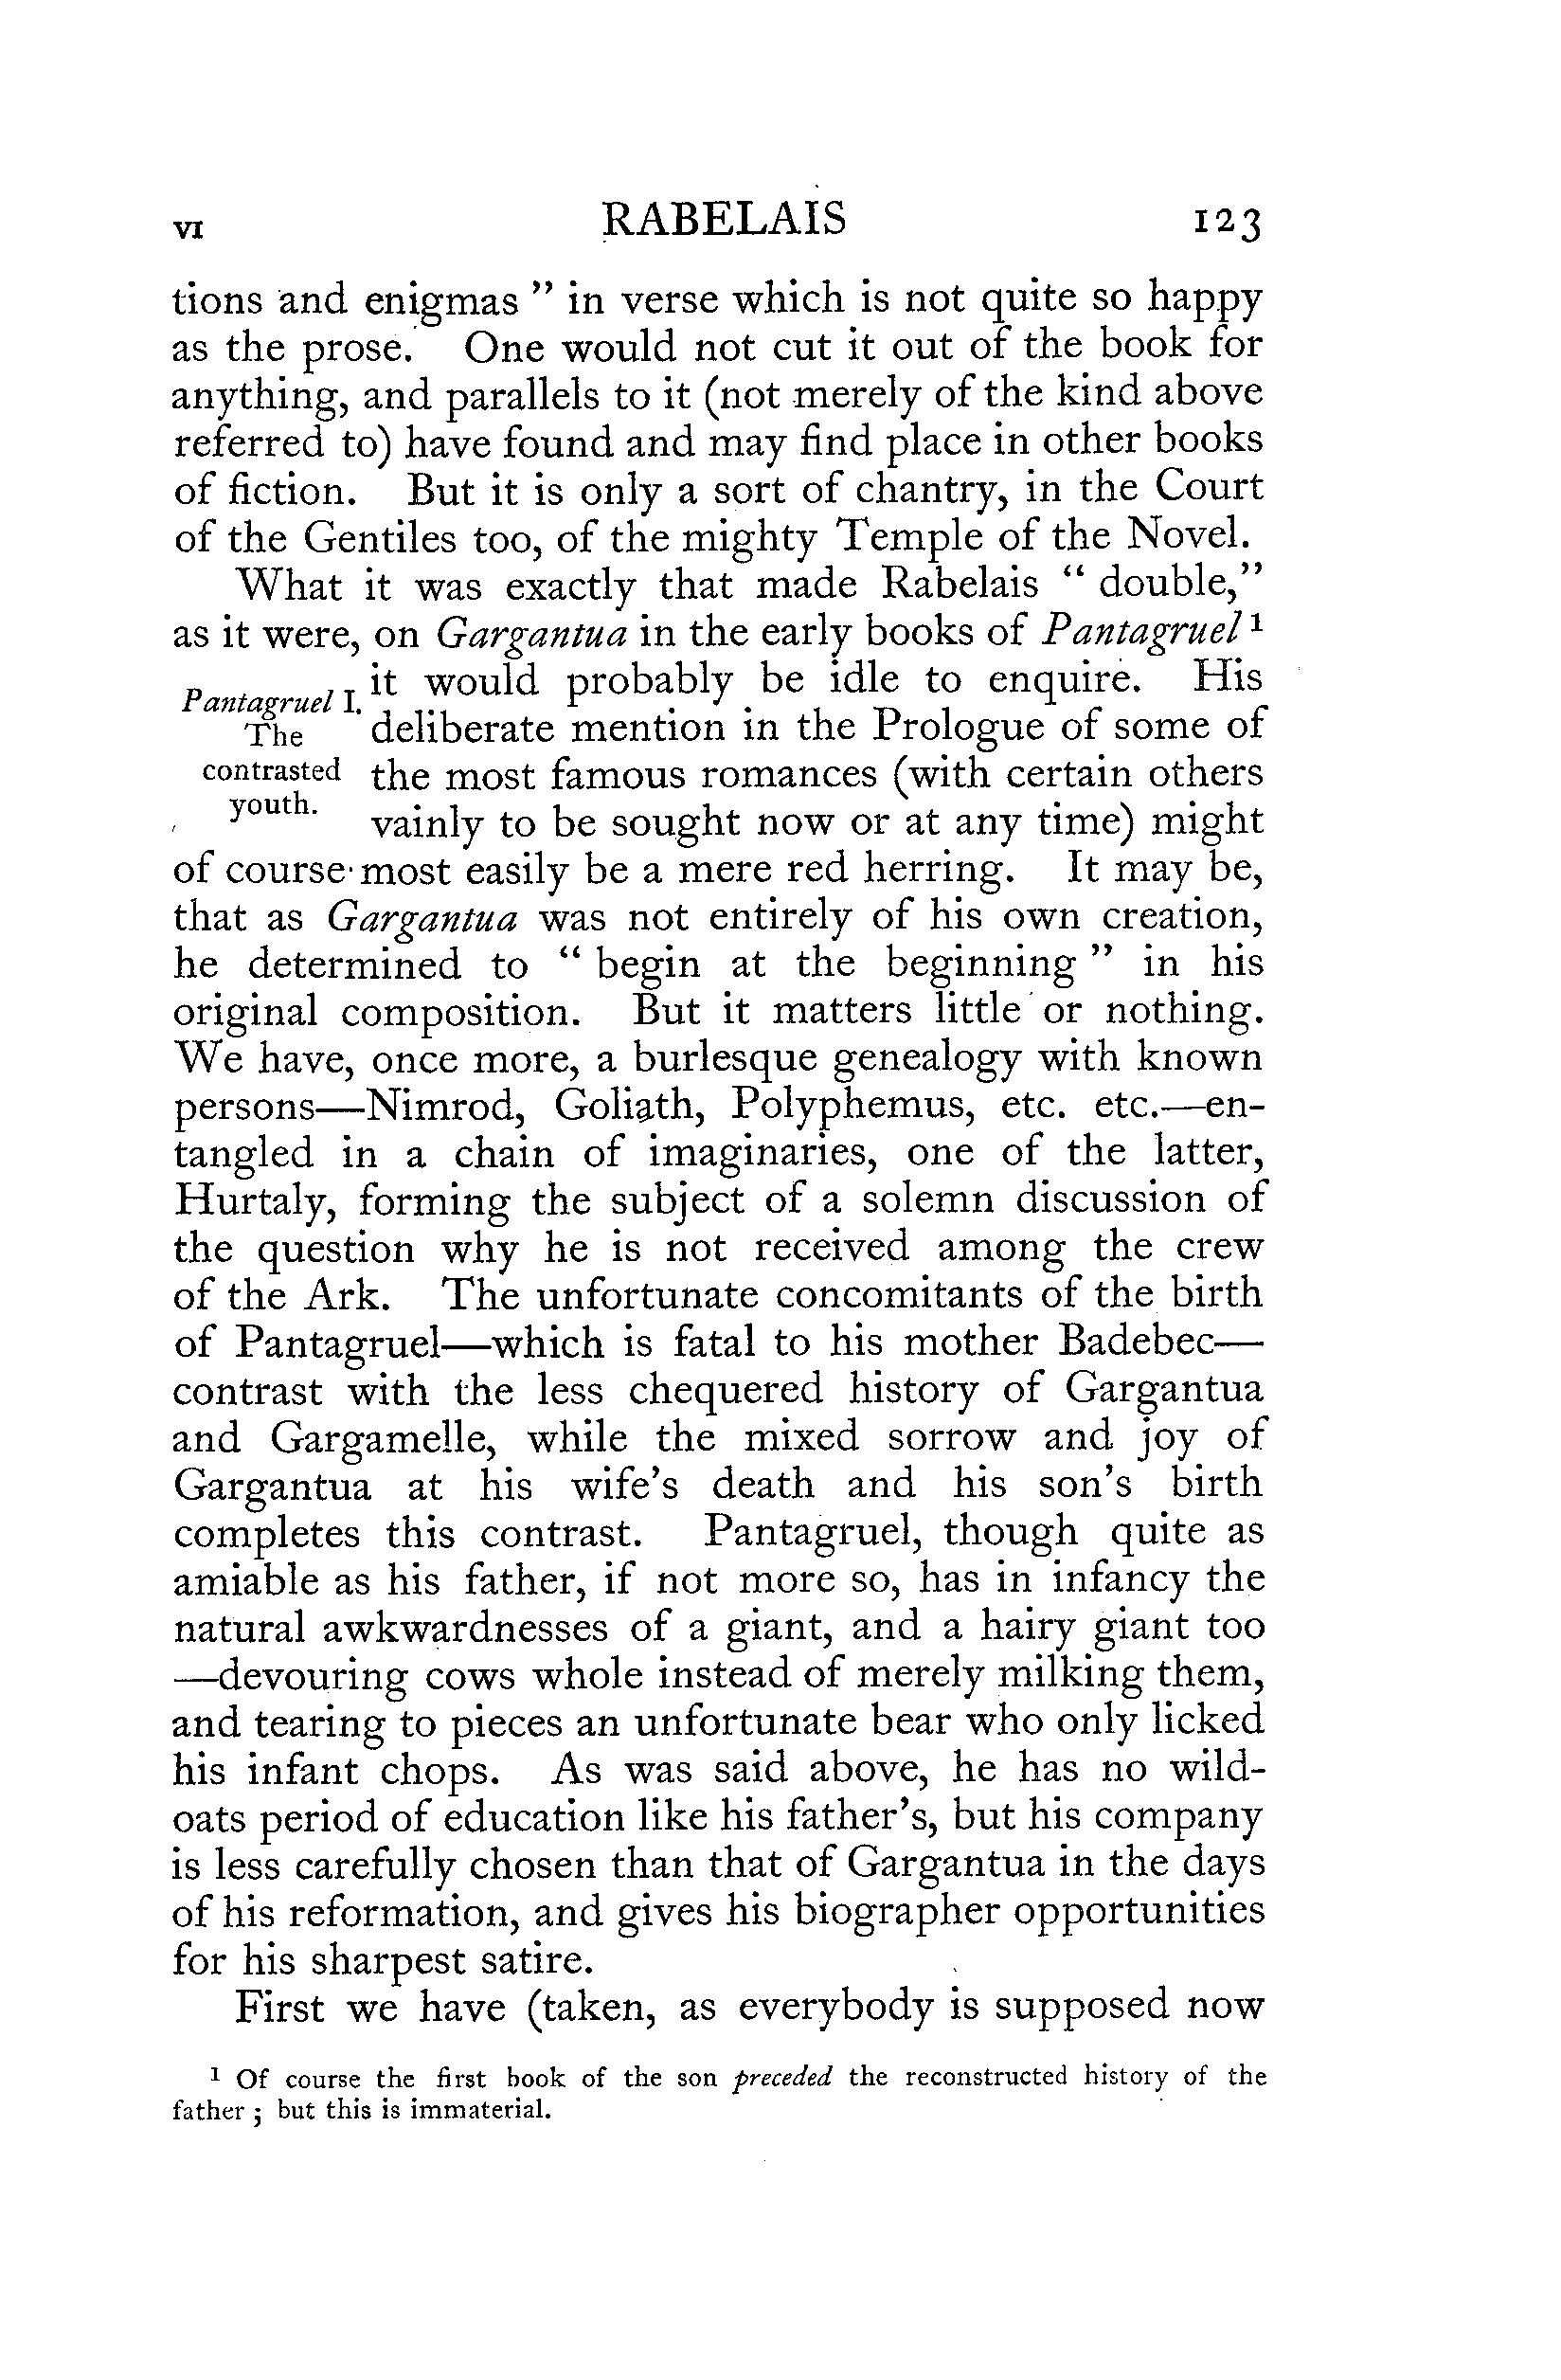 VI RABELAIS 123
tions and enigmas ” in verse which is not quite so happy
as the prose. One would not cut it out of the book for
anything, and parallels to it (not merely of the kind above
referred to) have found and may find place in other books
of fiction. But it is only a sort of chantry, in the Court
of the Gentiles too, of the mighty Temple of the Novel.
What it was exactly that made Rabelais “ double,”
as it were, on Gargantua in the early books of Pantagruel ¹
Pantagruel I.
The
contrasted
youth.
it would probably be idle to enquire. His
deliberate mention in the Prologue of some of
the most famous romances (with certain others
vainly to be sought now or at any time) might
of course most easily be a mere red herring. It may be,
that as Gargantua was not entirely of his own creation,
he determined to “ begin at the beginning ” in his
original composition. But it matters little or nothing.
We have, once more, a burlesque genealogy with known
persons—Nimrod, Goliath, Polyphemus, etc. etc.—en-
tangled in a chain of imaginaries, one of the latter,
Hurtaly, forming the subject of a solemn discussion of
the question why he is not received among the crew
of the Ark. The unfortunate concomitants of the birth
of Pantagruel—which is fatal to his mother Badebec—
contrast with the less chequered history of Gargantua
and Gargamelle, while the mixed sorrow and joy of
Gargantua at his wife’s death and his son’s birth
completes this contrast. Pantagruel, though quite as
amiable as his father, if not more so, has in infancy the
natural awkwardnesses of a giant, and a hairy giant too
—devouring cows whole instead of merely milking them,
and tearing to pieces an unfortunate bear who only licked
his infant chops. As was said above, he has no wild-
oats period of education like his father’s, but his company
is less carefully chosen than that of Gargantua in the days
of his reformation, and gives his biographer opportunities
for his sharpest satire.
First we have (taken, as everybody is supposed now
¹ Of course the first book of the son preceded the reconstructed history of the
father ; but this is immaterial.